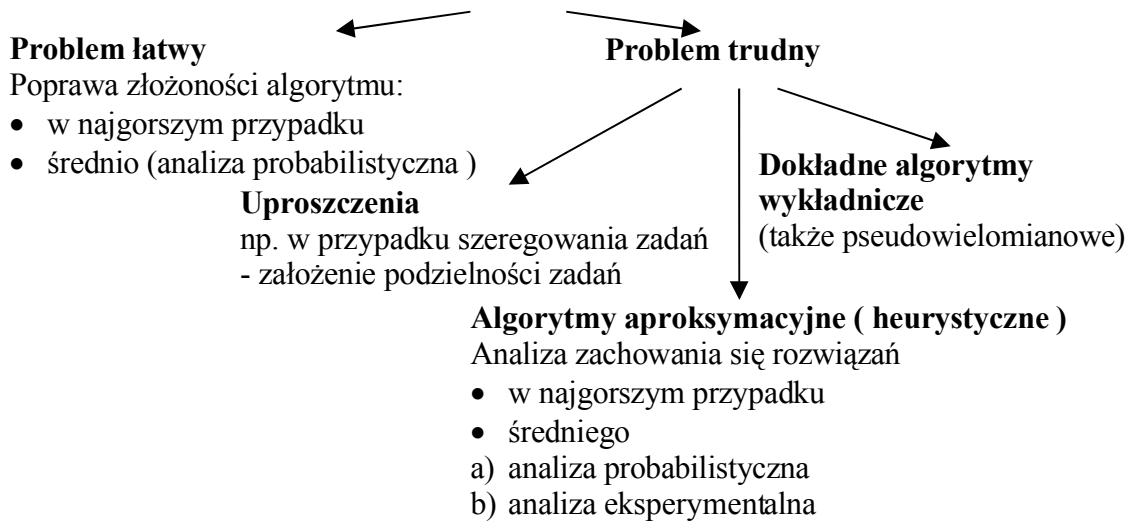 Problem łatwy
Poprawa złożoności algorytmu:
• w najgorszym przypadku
• średnio (analiza probabilistyczna )
Problem trudny
Uproszczenia
np. w przypadku szeregowania zadań
- założenie podzielności zadań
Dokładne algorytmy
wykładnicze
(także pseudowielomianowe)
Algorytmy aproksymacyjne ( heurystyczne )
Analiza zachowania się rozwiązań
• w najgorszym przypadku
• średniego
a) analiza probabilistyczna
b) analiza eksperymentalna